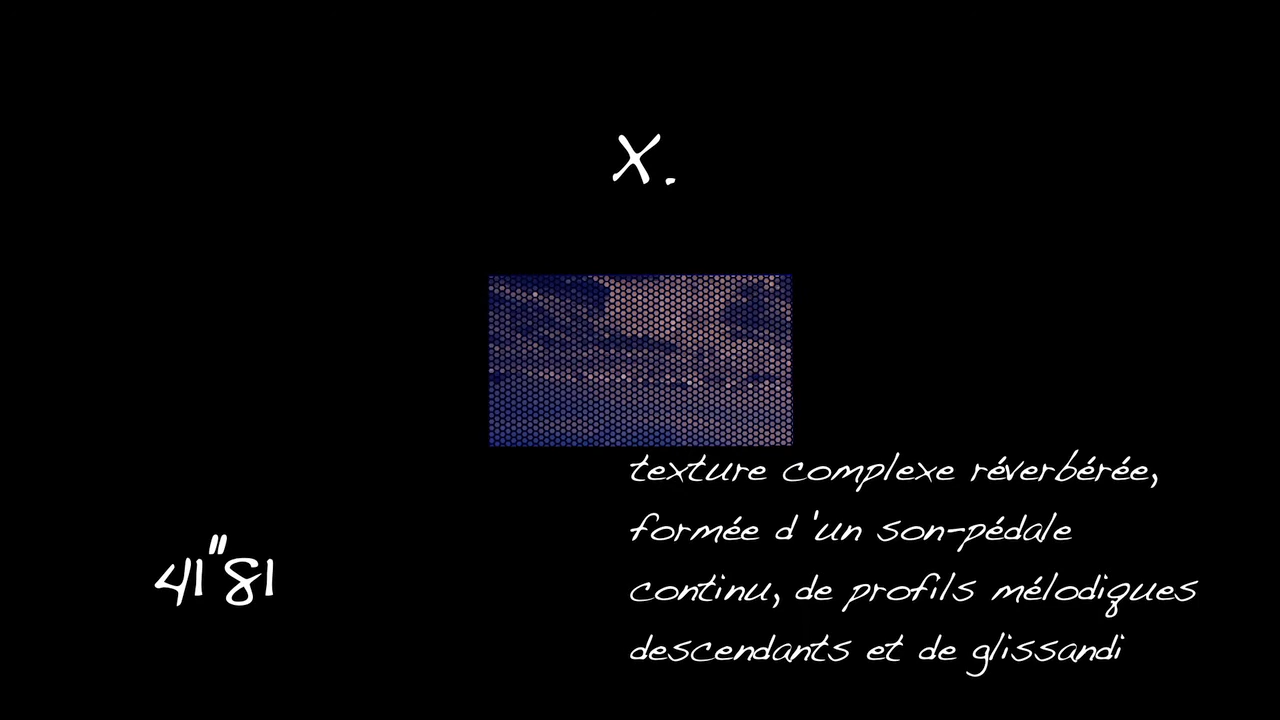 X.
texture complexe réverbérée,
formée d'un son-pédale
41"81
continu, de profils mélodiques
descendants et de glissandi